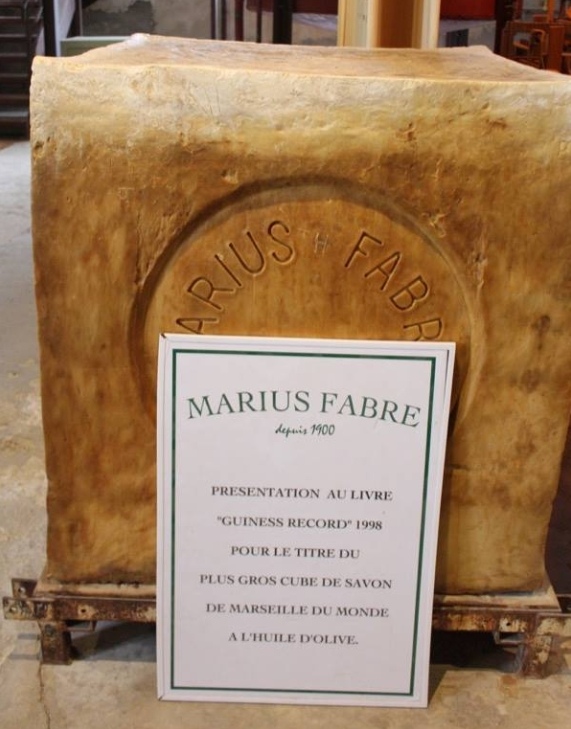 MARIUS FABR
MARIUS FABRE
depuis 1900
PRESENTATION AU LIVRE
"GUINESS RECORD" 1998
POUR LE TITRE DU
PLUS GROS CUBE DE SAVON
DE MARSEILLE DU MONDE
A L'HUILE D'OLIVE.